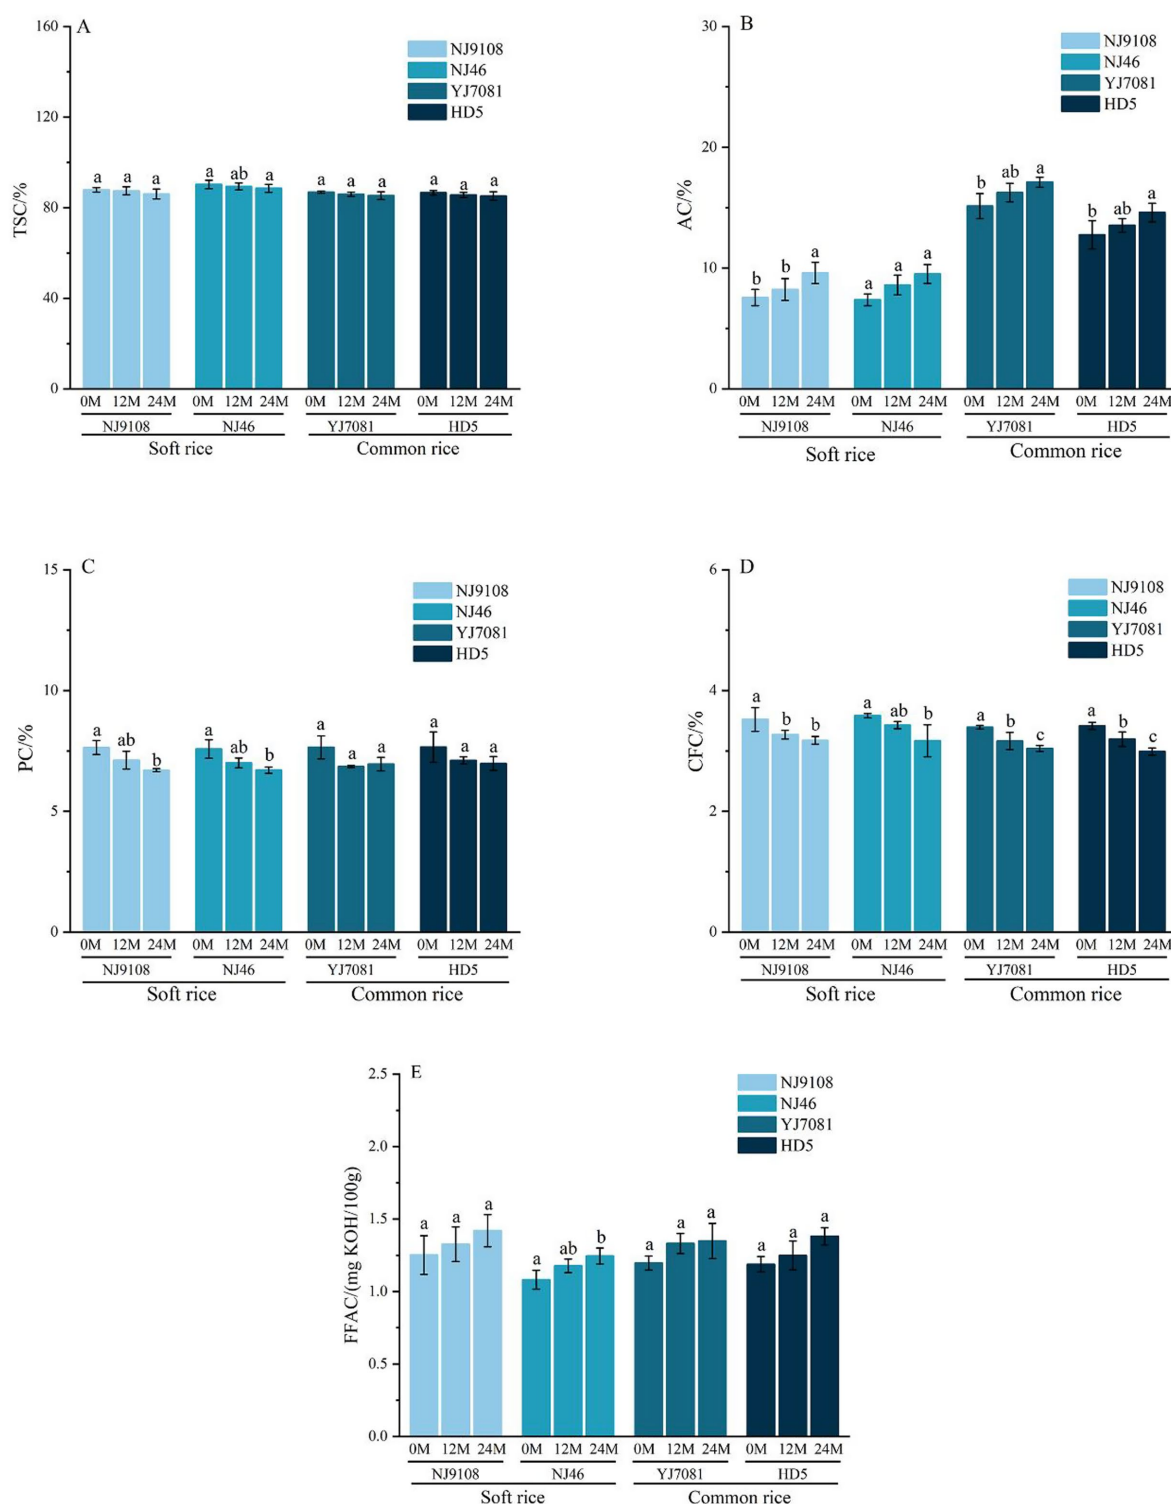 A
160
120
80
40
0
TSC/%
NJ9108
NJ46
YJ7081
HD5
a a a a ab a a a a a a a
0M 12M 24M 0M 12M 24M 0M 12M 24M 0M 12M 24M
NJ9108 NJ46 YJ7081 HD5
Soft rice Common rice
B
30
20
10
0
AC/%
NJ9108
NJ46
YJ7081
HD5
b b a a a a b ab a b ab a
0M 12M 24M 0M 12M 24M 0M 12M 24M 0M 12M 24M
NJ9108 NJ46 YJ7081 HD5
Soft rice Common rice
C
15
10
5
0
PC/%
NJ9108
NJ46
YJ7081
HD5
a ab b a ab b a a a a a a
0M 12M 24M 0M 12M 24M 0M 12M 24M 0M 12M 24M
NJ9108 NJ46 YJ7081 HD5
Soft rice Common rice
D
6
4
2
0
CFC/%
NJ9108
NJ46
YJ7081
HD5
a b b a ab b a b c a b c
0M 12M 24M 0M 12M 24M 0M 12M 24M 0M 12M 24M
NJ9108 NJ46 YJ7081 HD5
Soft rice Common rice
E
2.5
2.0
1.5
1.0
0.5
0.0
FFAC/(mg KOH/100g)
NJ9108
NJ46
YJ7081
HD5
a a a a ab b a a a a a a
0M 12M 24M 0M 12M 24M 0M 12M 24M 0M 12M 24M
NJ9108 NJ46 YJ7081 HD5
Soft rice Common rice